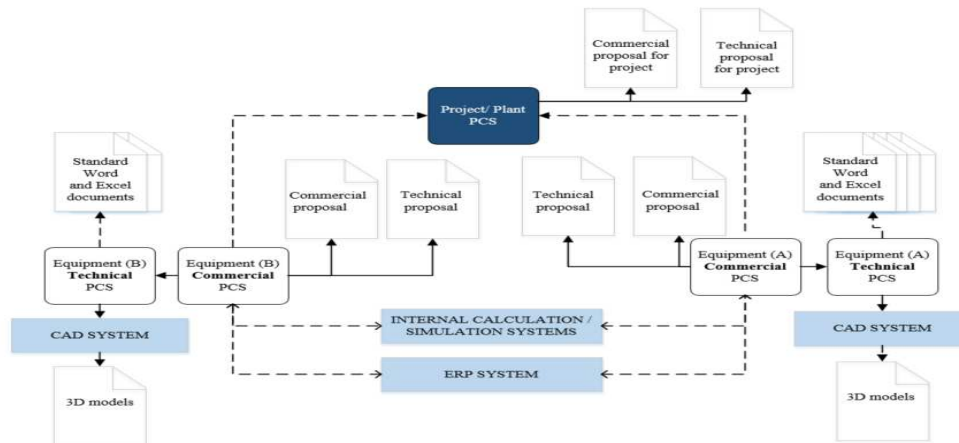 Commercial
proposal for
project
Technical
proposal
for project
Project/ Plant
PCS
Standard
Word
and Excel
documents
Commercial
proposal
Technical
proposal
Technical
proposal
Commercial
proposal
Standard
Word
and Excel
documents
Equipment (B)
Technical
PCS
Equipment (B)
Commercial
PCS
Equipment (A)
Commercial
PCS
Equipment (A)
Technical
PCS
CAD SYSTEM
INTERNAL CALCULATION /
SIMULATION SYSTEMS
CAD SYSTEM
ERP SYSTEM
3D models
3D models